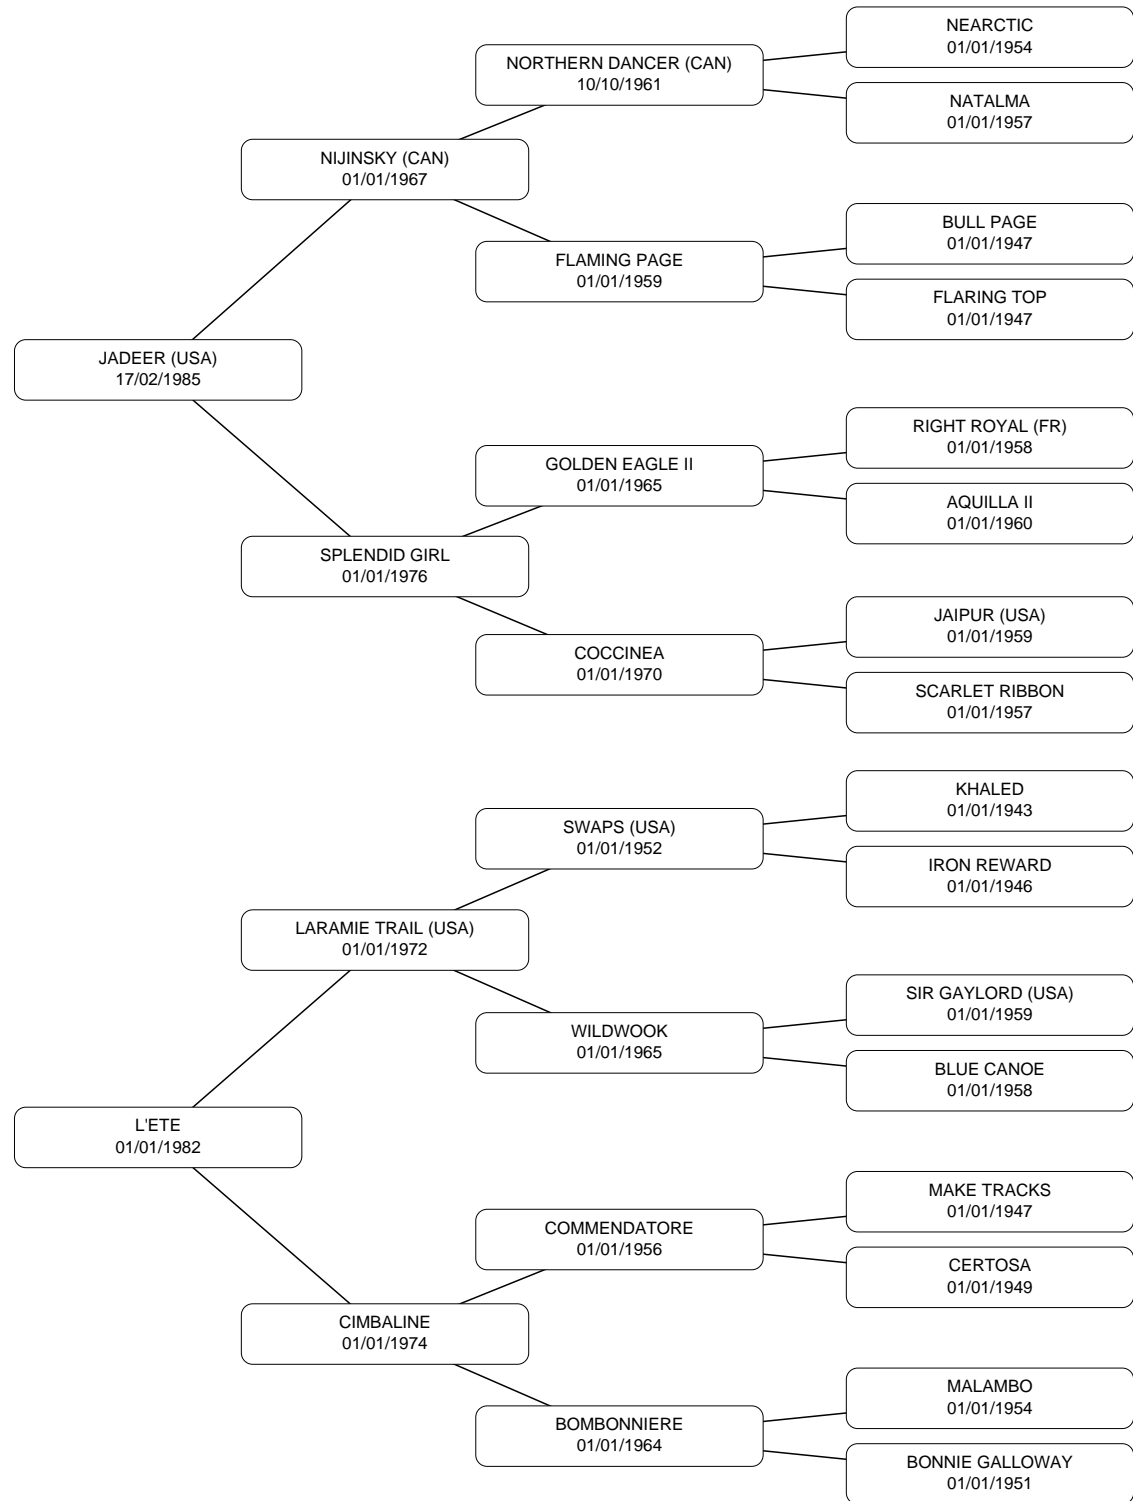 NEARCTIC
01/01/1954
NORTHERN DANCER (CAN)
10/10/1961
NATALMA
01/01/1957
NIJINSKY (CAN)
01/01/1967
BULL PAGE
01/01/1947
FLAMING PAGE
01/01/1959
FLARING TOP
01/01/1947
JADEER (USA)
17/02/1985
RIGHT ROYAL (FR)
01/01/1958
GOLDEN EAGLE II
01/01/1965
AQUILLA II
01/01/1960
SPLENDID GIRL
01/01/1976
JAIPUR (USA)
01/01/1959
COCCINEA
01/01/1970
SCARLET RIBBON
01/01/1957
KHALED
01/01/1943
SWAPS (USA)
01/01/1952
IRON REWARD
01/01/1946
LARAMIE TRAIL (USA)
01/01/1972
SIR GAYLORD (USA)
01/01/1959
WILDWOOK
01/01/1965
BLUE CANOE
01/01/1958
L'ETE
01/01/1982
MAKE TRACKS
01/01/1947
COMMENDATORE
01/01/1956
CERTOSA
01/01/1949
CIMBALINE
01/01/1974
MALAMBO
01/01/1954
BOMBONNIERE
01/01/1964
BONNIE GALLOWAY
01/01/1951